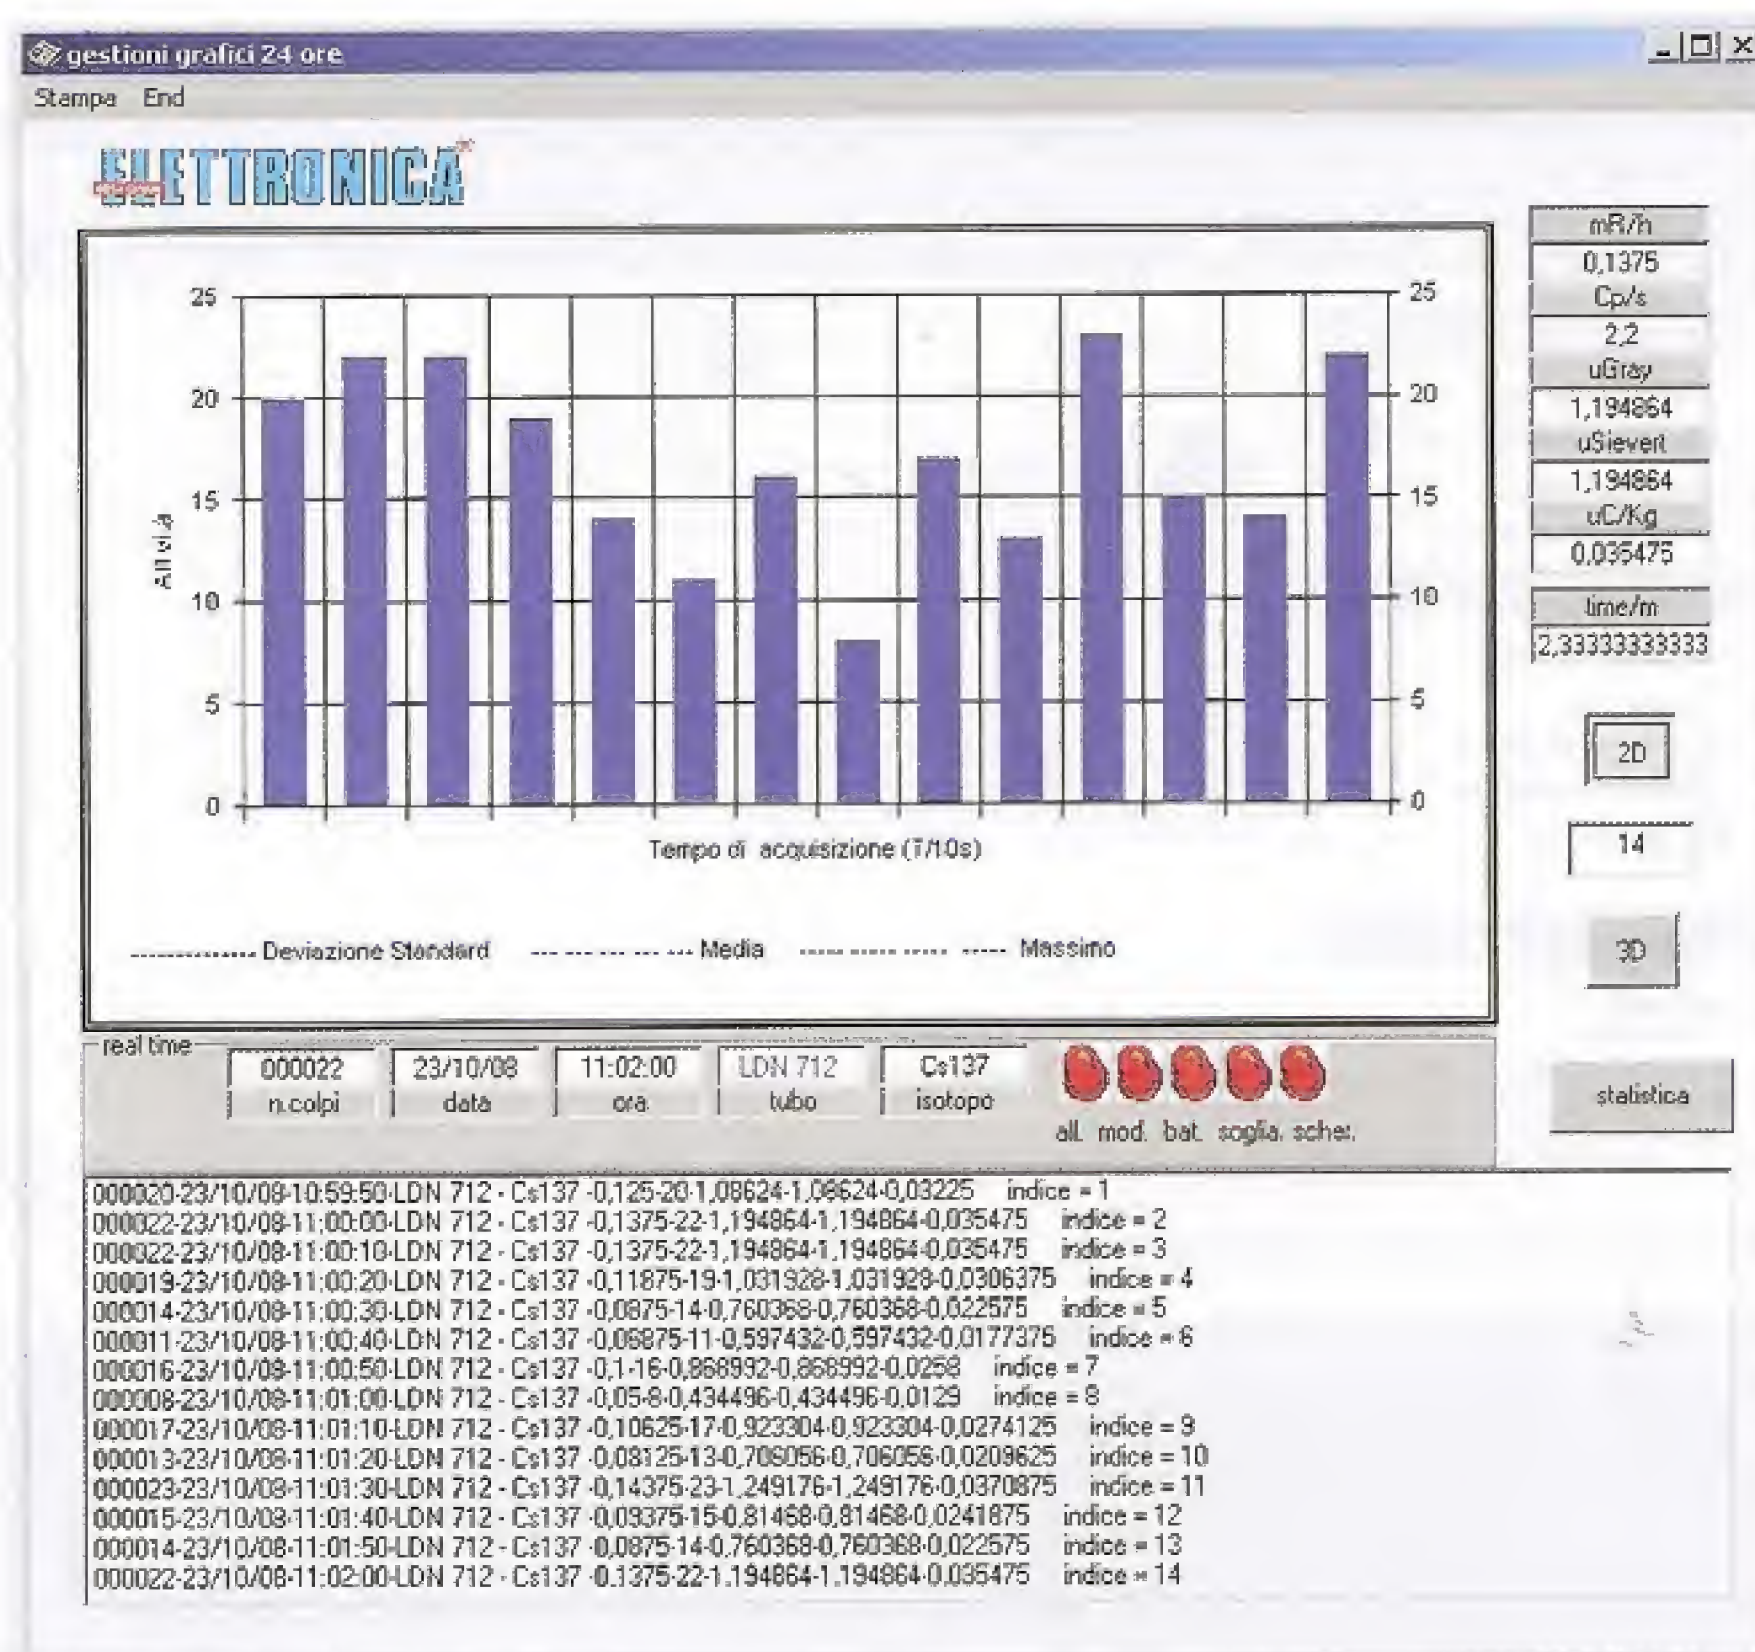 gestioni grafici 24 ore
Stampa End
ELETTRONICA
mR/h
0,1375
Cp/s
2,2
uGray
1,194864
uSievert
1,194864
uC/Kg
0,035475
time/m
2,33333333333
2D
14
3D
statistica
25 25
20 20
15 15
10 10
5 5
0 0
Tempo di acquisizione (T/10s)
Deviazione Standard Media Massimo
real time
000022 23/10/08 11:02:00 LDN 712 Cs137
n.colpi data ora tubo isotopo
all. mod. bat. soglia. scher.
000020-23/10/08-10:59:50-LDN 712 - Cs137 -0,125-20-1,08624-1,08624-0,03225 indice = 1
000022-23/10/08-11:00:00-LDN 712 - Cs137 -0,1375-22-1,194864-1,194864-0,035475 indice = 2
000022-23/10/08-11:00:10-LDN 712 - Cs137 -0,1375-22-1,194864-1,194864-0,035475 indice = 3
000019-23/10/08-11:00:20-LDN 712 - Cs137 -0,11875-19-1,031928-1,031928-0,0306375 indice = 4
000014-23/10/08-11:00:30-LDN 712 - Cs137 -0,0875-14-0,760368-0,760368-0,022575 indice = 5
000011-23/10/08-11:00:40-LDN 712 - Cs137 -0,06875-11-0,597432-0,597432-0,0177375 indice = 6
000016-23/10/08-11:00:50-LDN 712 - Cs137 -0,1-16-0,868992-0,868992-0,0258 indice = 7
000008-23/10/08-11:01:00-LDN 712 - Cs137 -0,05-8-0,434496-0,434496-0,0129 indice = 8
000017-23/10/08-11:01:10-LDN 712 - Cs137 -0,10625-17-0,923304-0,923304-0,0274125 indice = 9
000013-23/10/08-11:01:20-LDN 712 - Cs137 -0,08125-13-0,706056-0,706056-0,0209625 indice = 10
000023-23/10/08-11:01:30-LDN 712 - Cs137 -0,14375-23-1,249176-1,249176-0,0370875 indice = 11
000015-23/10/08-11:01:40-LDN 712 - Cs137 -0,09375-15-0,81468-0,81468-0,0241875 indice = 12
000014-23/10/08-11:01:50-LDN 712 - Cs137 -0,0875-14-0,760368-0,760368-0,022575 indice = 13
000022-23/10/08-11:02:00-LDN 712 - Cs137 -0,1375-22-1,194864-1,194864-0,035475 indice = 14